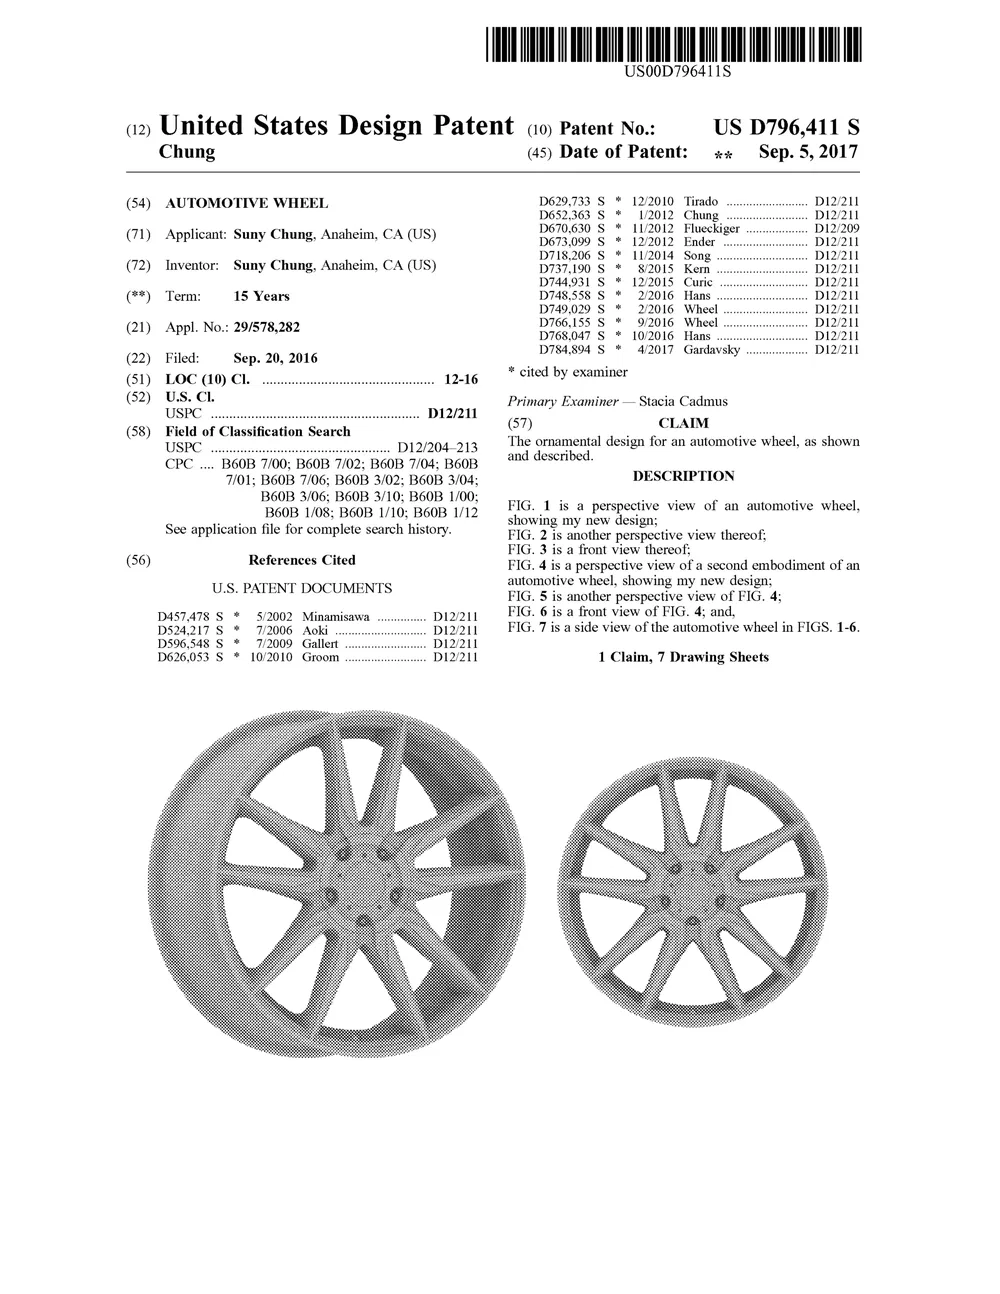 US00D796411S
(12) United States Design Patent
Chung
(10) Patent No.: US D796,411 S
(45) Date of Patent: ** Sep. 5, 2017
(54) AUTOMOTIVE WHEEL
(71) Applicant: Suny Chung, Anaheim, CA (US)
(72) Inventor: Suny Chung, Anaheim, CA (US)
(**) Term: 15 Years
(21) Appl. No.: 29/578,282
(22) Filed: Sep. 20, 2016
(51) LOC (10) Cl. ............................................... 12-16
(52) U.S. Cl.
USPC ......................................................... D12/211
(58) Field of Classification Search
USPC ................................................. D12/204–213
CPC .... B60B 7/00; B60B 7/02; B60B 7/04; B60B
7/01; B60B 7/06; B60B 3/02; B60B 3/04;
B60B 3/06; B60B 3/10; B60B 1/00;
B60B 1/08; B60B 1/10; B60B 1/12
See application file for complete search history.
(56) References Cited
U.S. PATENT DOCUMENTS
D457,478 S * 5/2002 Minamisawa ............... D12/211
D524,217 S * 7/2006 Aoki ............................ D12/211
D596,548 S * 7/2009 Gallert ......................... D12/211
D626,053 S * 10/2010 Groom ......................... D12/211
D629,733 S * 12/2010 Tirado ......................... D12/211
D652,363 S * 1/2012 Chung ......................... D12/211
D670,630 S * 11/2012 Flueckiger ................... D12/209
D673,099 S * 12/2012 Ender .......................... D12/211
D718,206 S * 11/2014 Song ............................ D12/211
D737,190 S * 8/2015 Kern ............................ D12/211
D744,931 S * 12/2015 Curic ........................... D12/211
D748,558 S * 2/2016 Hans ............................ D12/211
D749,029 S * 2/2016 Wheel .......................... D12/211
D766,155 S * 9/2016 Wheel .......................... D12/211
D768,047 S * 10/2016 Hans ............................ D12/211
D784,894 S * 4/2017 Gardavsky ................... D12/211
* cited by examiner
Primary Examiner — Stacia Cadmus
(57) CLAIM
The ornamental design for an automotive wheel, as shown
and described.
DESCRIPTION
FIG. 1 is a perspective view of an automotive wheel,
showing my new design;
FIG. 2 is another perspective view thereof;
FIG. 3 is a front view thereof;
FIG. 4 is a perspective view of a second embodiment of an
automotive wheel, showing my new design;
FIG. 5 is another perspective view of FIG. 4;
FIG. 6 is a front view of FIG. 4; and,
FIG. 7 is a side view of the automotive wheel in FIGS. 1-6.
1 Claim, 7 Drawing Sheets